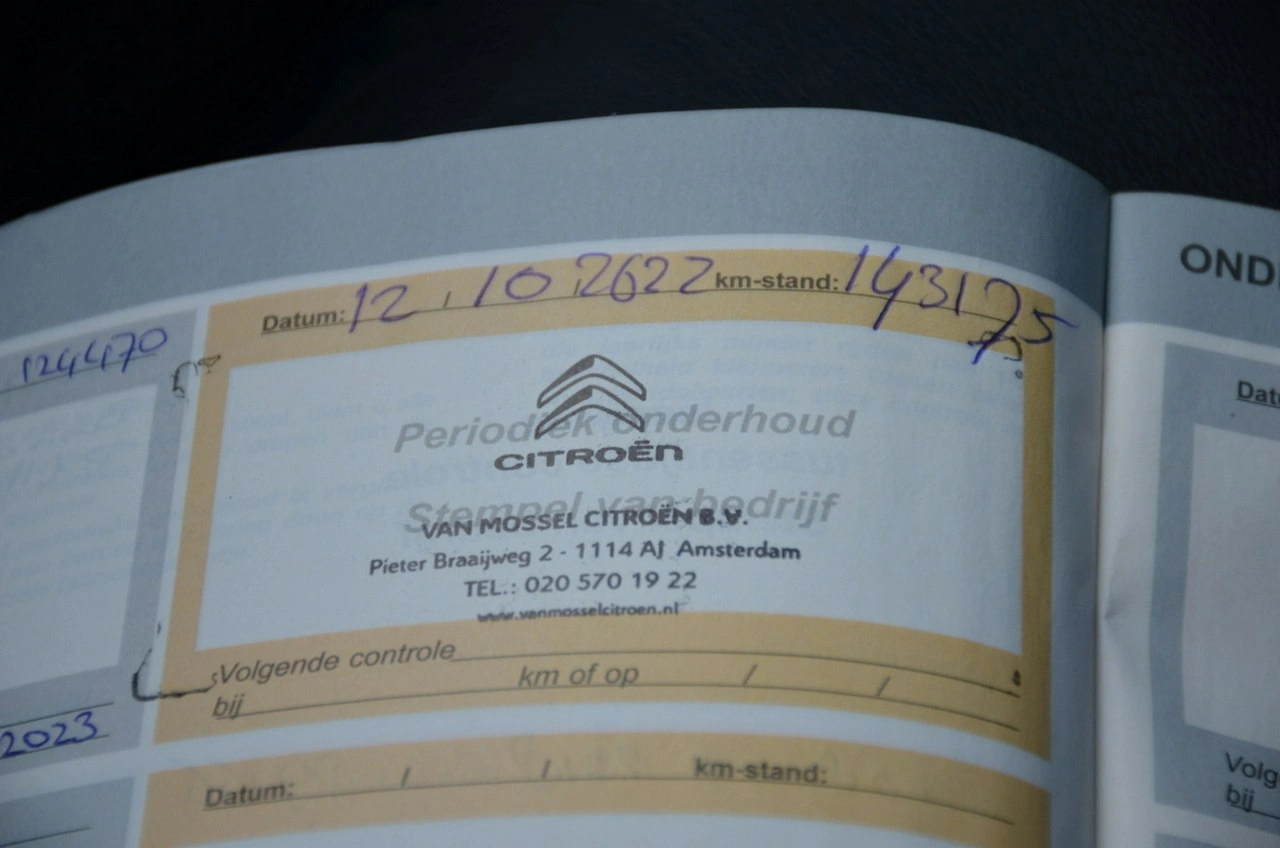 OND
Datum: 12 / 10 / 2022 km-stand: 143175
124470
Periodiek onderhoud
CITROËN
Stempel van bedrijf
VAN MOSSEL CITROËN B.V.
Pieter Braaijweg 2 - 1114 AJ Amsterdam
TEL.: 020 570 19 22
www.vanmosselcitroen.nl
Volgende controle
bij km of op / /
2023
Datum: / / km-stand:
Dat
Volg
bij